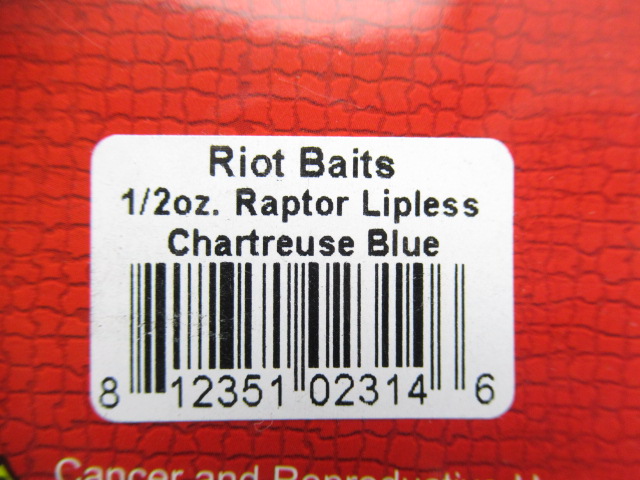 Riot Baits
1/2oz. Raptor Lipless
Chartreuse Blue
8 12351 02314 6
Cancer and Reproductive